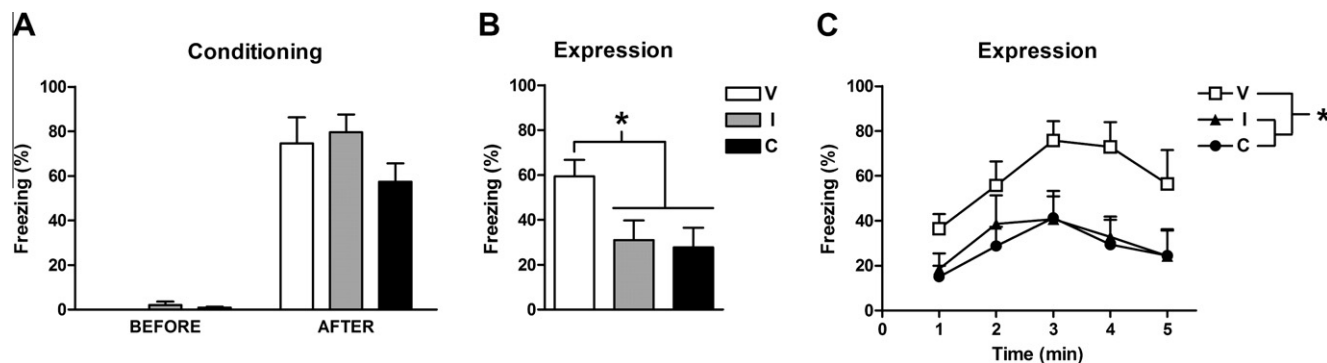 A
Conditioning
Freezing (%)
100
80
60
40
20
0
BEFORE
AFTER
B
Expression
100
80
60
40
20
0
*
V
I
C
C
Expression
Freezing (%)
100
80
60
40
20
0
0
1
2
3
4
5
Time (min)
V
I
C
*